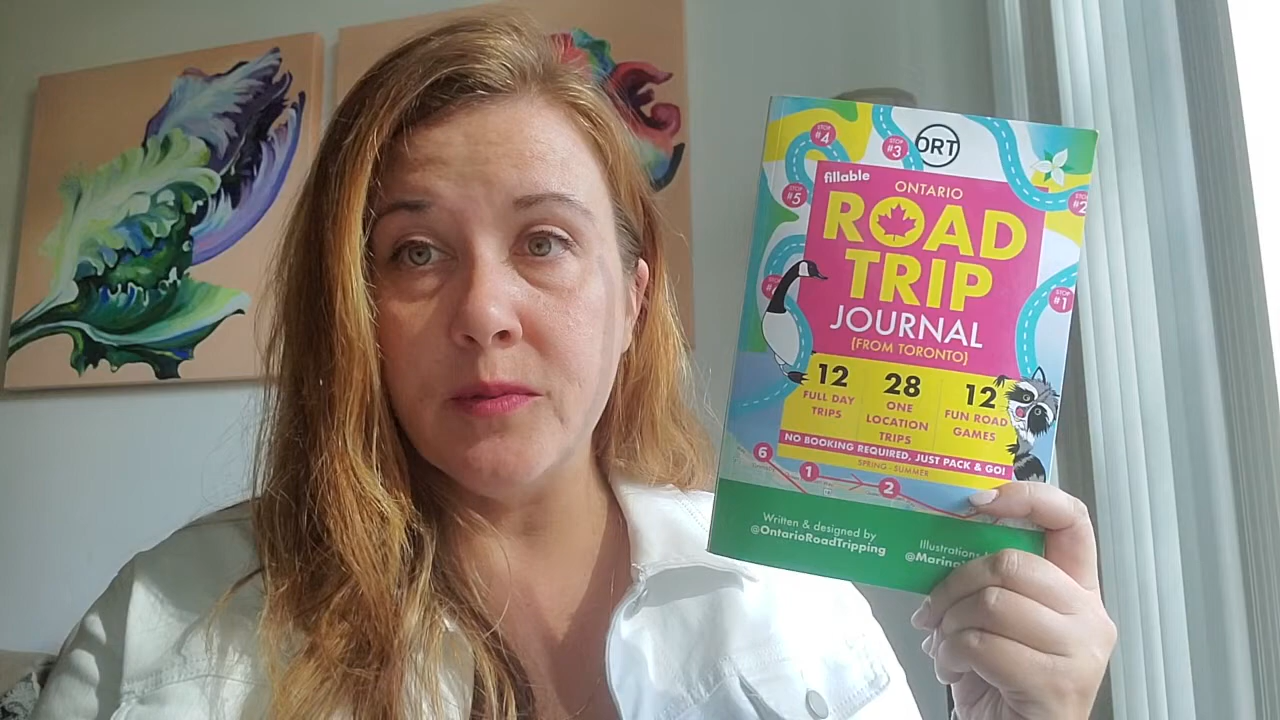 STOP #4
STOP #3
ORT
STOP #5
STOP #2
fillable
ONTARIO
ROAD
TRIP
JOURNAL
(FROM TORONTO)
STOP #1
12
FULL DAY
TRIPS
28
ONE
LOCATION
TRIPS
12
FUN ROAD
GAMES
NO BOOKING REQUIRED, JUST PACK & GO!
SPRING - SUMMER
6
1
2
Written & designed by
@OntarioRoadTripping
Illustrations